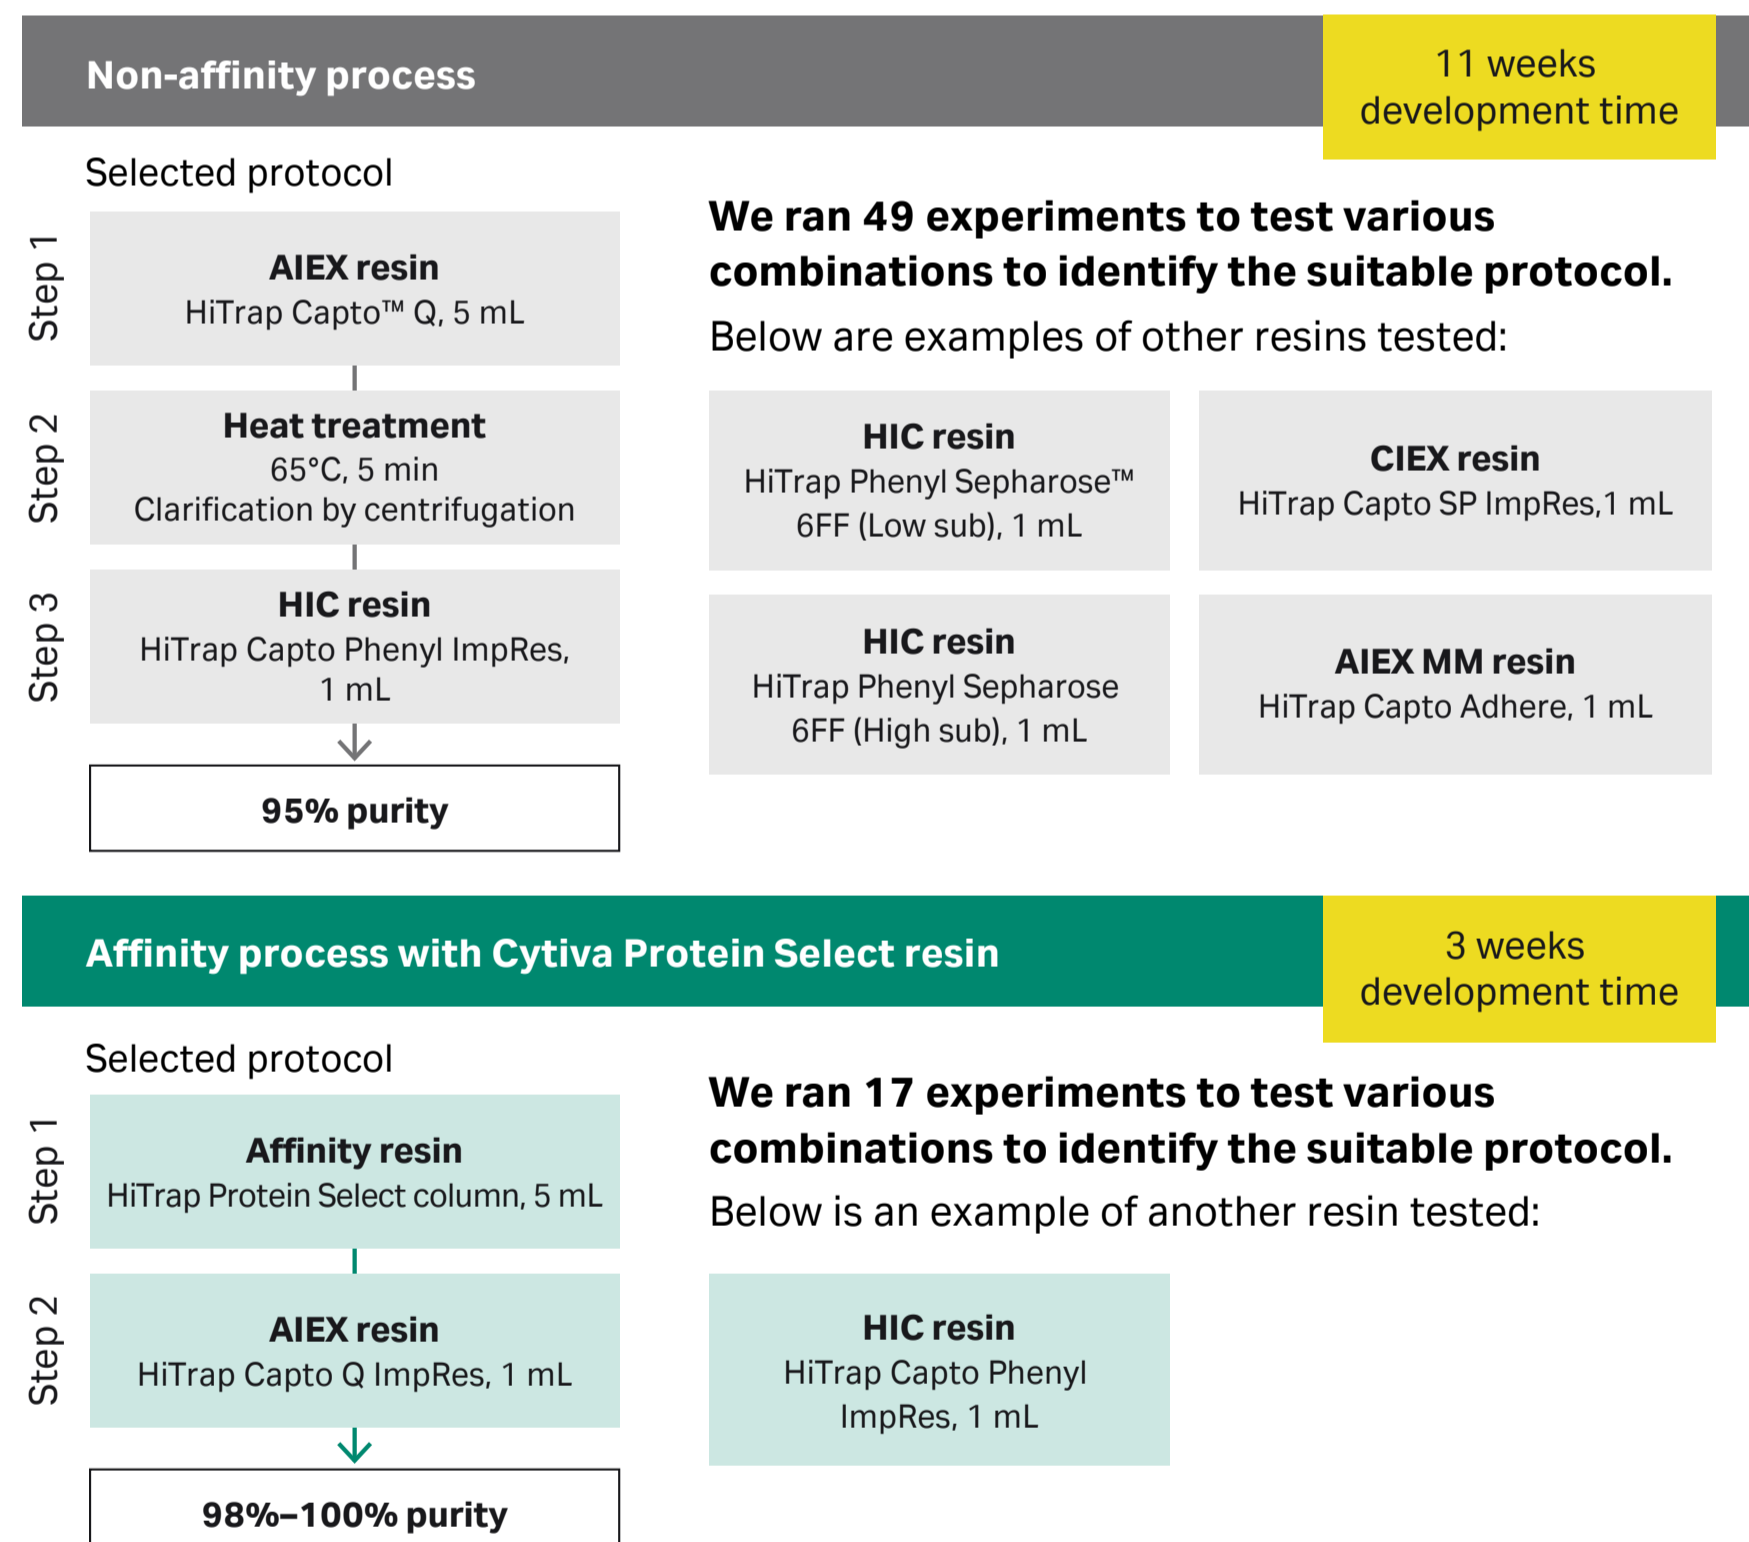 Non-affinity process
11 weeks
development time
Selected protocol
Step 1
AIEX resin
HiTrap Capto™ Q, 5 mL
Step 2
Heat treatment
65°C, 5 min
Clarification by centrifugation
Step 3
HIC resin
HiTrap Capto Phenyl ImpRes,
1 mL
95% purity
We ran 49 experiments to test various
combinations to identify the suitable protocol.
Below are examples of other resins tested:
HIC resin
HiTrap Phenyl Sepharose™
6FF (Low sub), 1 mL
CIEX resin
HiTrap Capto SP ImpRes,1 mL
HIC resin
HiTrap Phenyl Sepharose
6FF (High sub), 1 mL
AIEX MM resin
HiTrap Capto Adhere, 1 mL
Affinity process with Cytiva Protein Select resin
3 weeks
development time
Selected protocol
Step 1
Affinity resin
HiTrap Protein Select column, 5 mL
Step 2
AIEX resin
HiTrap Capto Q ImpRes, 1 mL
98%–100% purity
We ran 17 experiments to test various
combinations to identify the suitable protocol.
Below is an example of another resin tested:
HIC resin
HiTrap Capto Phenyl
ImpRes, 1 mL